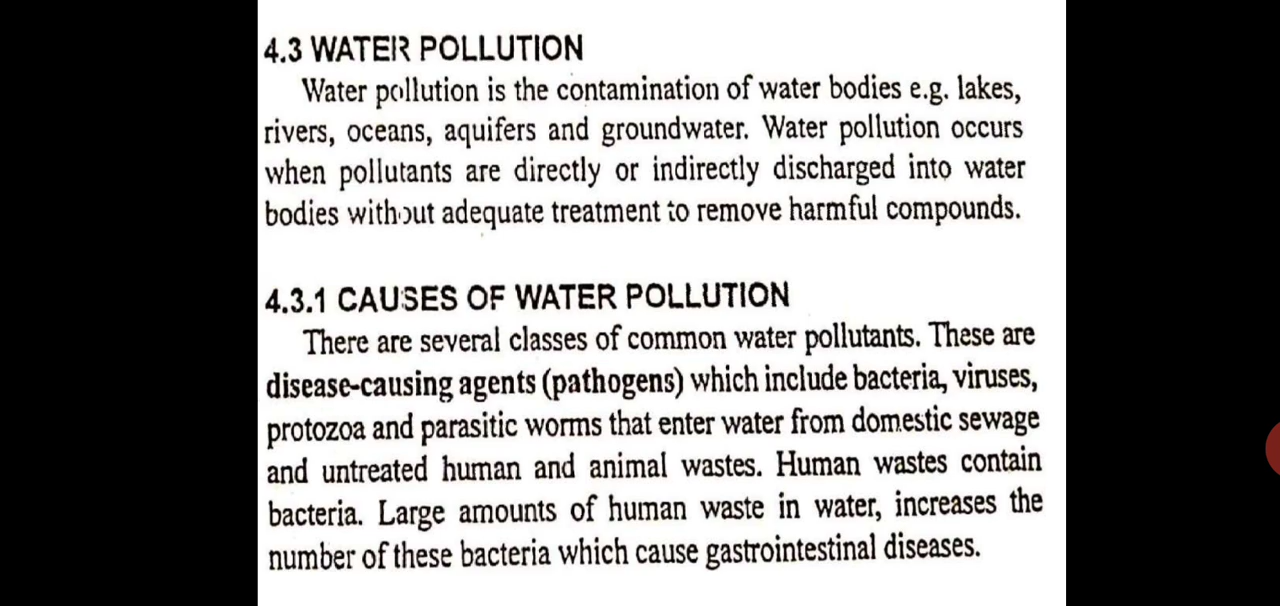 4.3 WATER POLLUTION
Water pollution is the contamination of water bodies e.g. lakes,
rivers, oceans, aquifers and groundwater. Water pollution occurs
when pollutants are directly or indirectly discharged into water
bodies without adequate treatment to remove harmful compounds.
4.3.1 CAUSES OF WATER POLLUTION
There are several classes of common water pollutants. These are
disease-causing agents (pathogens) which include bacteria, viruses,
protozoa and parasitic worms that enter water from domestic sewage
and untreated human and animal wastes. Human wastes contain
bacteria. Large amounts of human waste in water, increases the
number of these bacteria which cause gastrointestinal diseases.